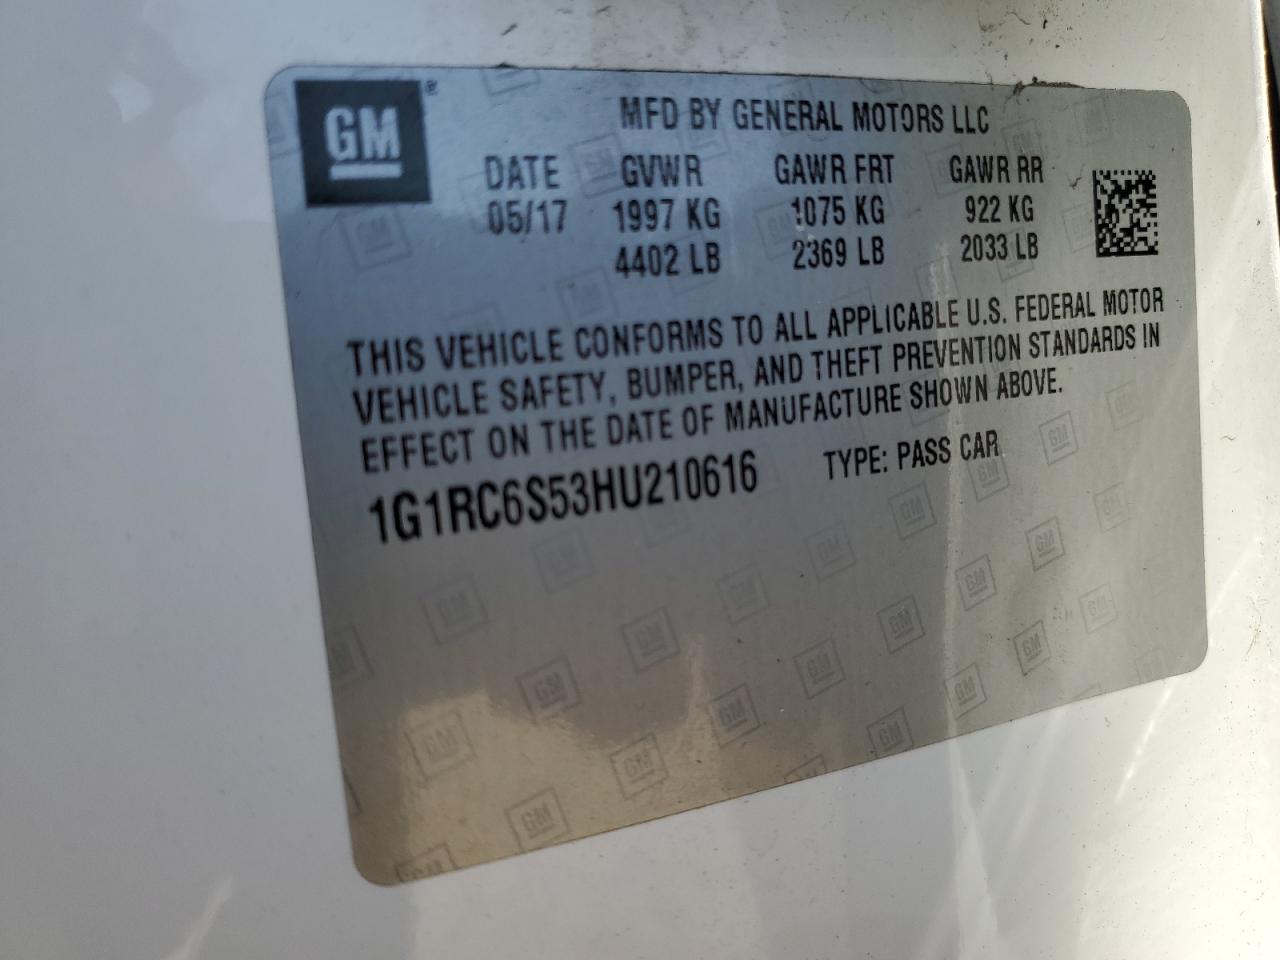 GM ®
MFD BY GENERAL MOTORS LLC
DATE GVWR GAWR FRT GAWR RR
05/17 1997 KG 1075 KG 922 KG
4402 LB 2369 LB 2033 LB
THIS VEHICLE CONFORMS TO ALL APPLICABLE U.S. FEDERAL MOTOR
VEHICLE SAFETY, BUMPER, AND THEFT PREVENTION STANDARDS IN
EFFECT ON THE DATE OF MANUFACTURE SHOWN ABOVE.
1G1RC6S53HU210616 TYPE: PASS CAR